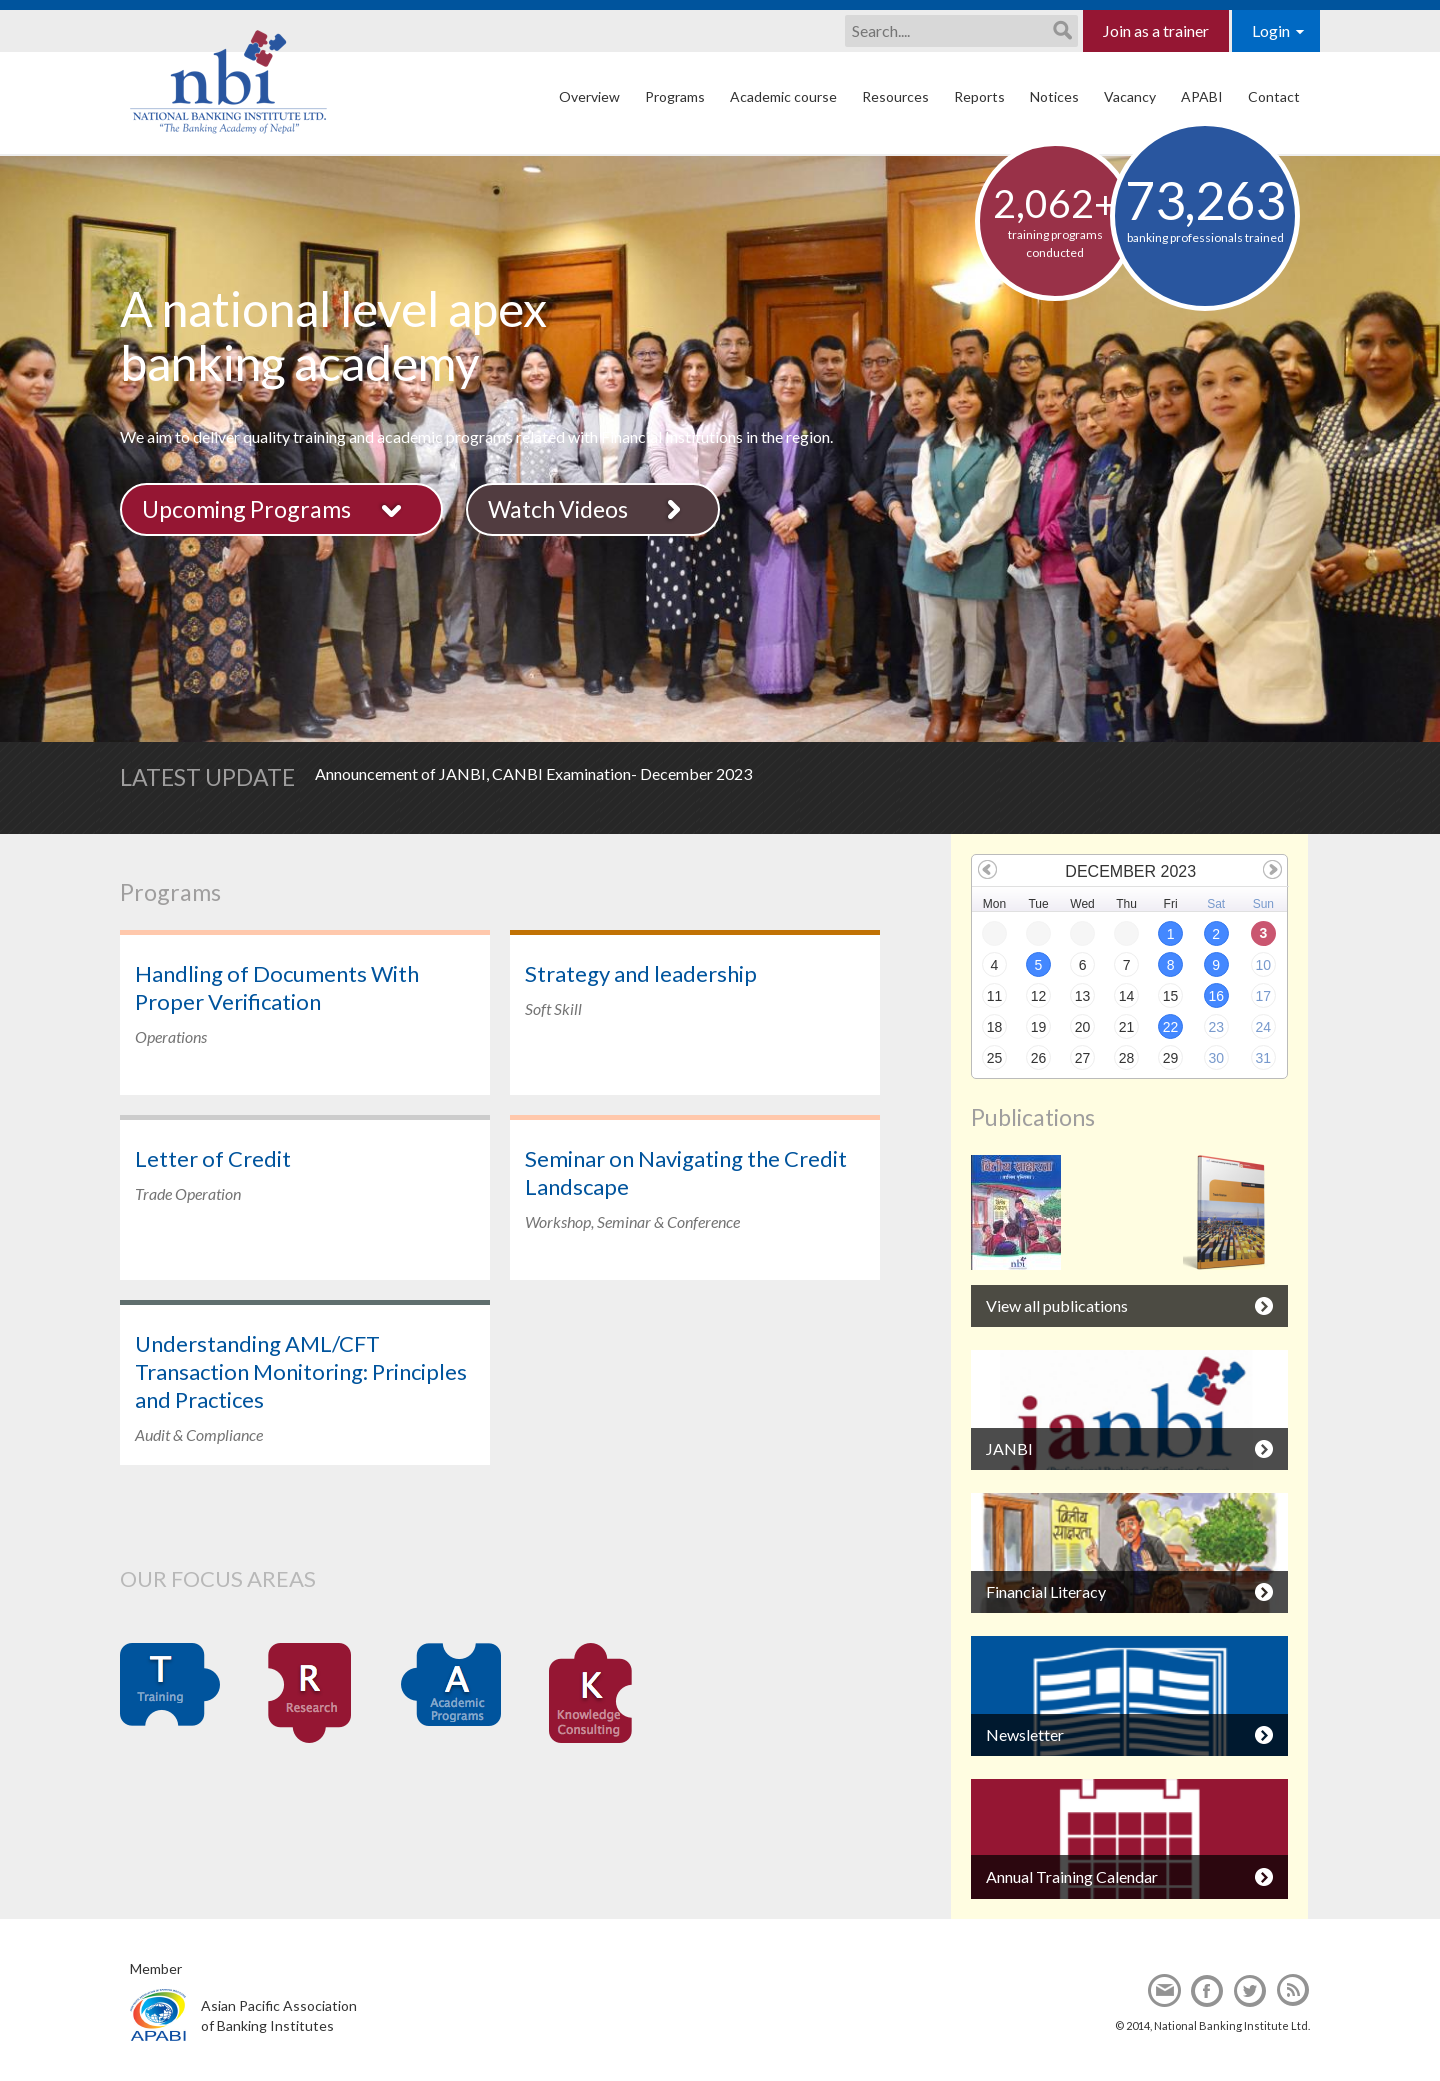 Search....
Join as a trainer
Login
nbi
NATIONAL BANKING INSTITUTE LTD.
"The Banking Academy of Nepal"
Overview
Programs
Academic course
Resources
Reports
Notices
Vacancy
APABI
Contact
2,062+
training programs
conducted
73,263
banking professionals trained
A national level apex
banking academy
We aim to deliver quality training and academic programs related with Financial Institutions in the region.
Upcoming Programs
Watch Videos
LATEST UPDATE
Announcement of JANBI, CANBI Examination- December 2023
Programs
Handling of Documents With
Proper Verification
Operations
Strategy and leadership
Soft Skill
Letter of Credit
Trade Operation
Seminar on Navigating the Credit
Landscape
Workshop, Seminar & Conference
Understanding AML/CFT
Transaction Monitoring: Principles
and Practices
Audit & Compliance
OUR FOCUS AREAS
T
Training
R
Research
A
Academic
Programs
K
Knowledge
Consulting
DECEMBER 2023
Mon Tue Wed Thu Fri Sat Sun
1 2 3
4 5 6 7 8 9 10
11 12 13 14 15 16 17
18 19 20 21 22 23 24
25 26 27 28 29 30 31
Publications
वित्तीय साक्षरता
nbi
View all publications
janbi
JANBI
वित्तीय
साक्षरता
Financial Literacy
Newsletter
Annual Training Calendar
Member
APABI
Asian Pacific Association
of Banking Institutes
© 2014, National Banking Institute Ltd.